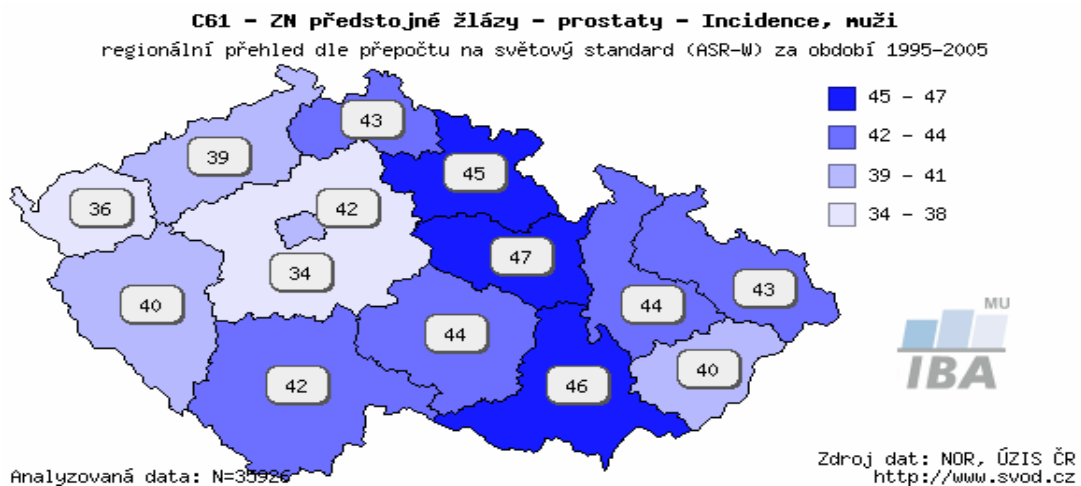 C61 - ZN předstojné žlázy - prostaty - Incidence, muži
regionální přehled dle přepočtu na světový standard (ASR-W) za období 1995-2005
45 - 47
42 - 44
39 - 41
34 - 38
43
39
45
36
42
47
34
40
44
44
43
42
46
40
MU
IBA
Analyzovaná data: N=35926
Zdroj dat: NOR, ÚZIS ČR
http://www.svod.cz